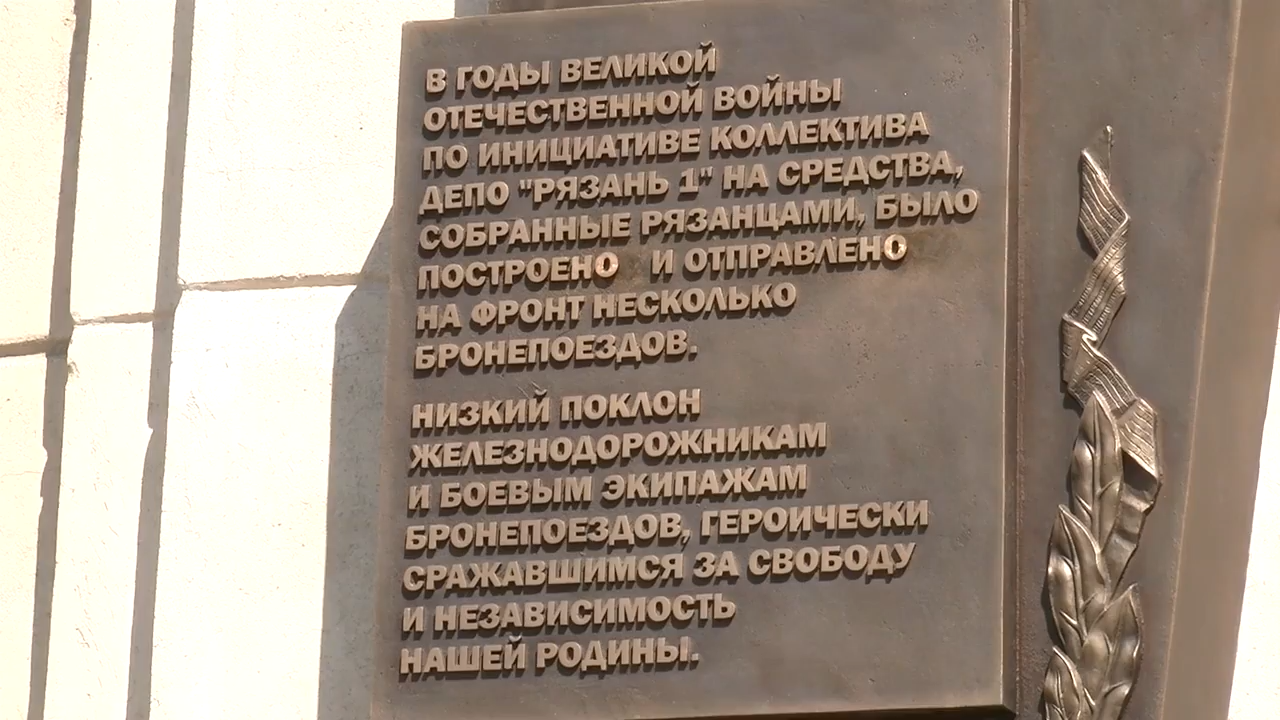 В ГОДЫ ВЕЛИКОЙ
ОТЕЧЕСТВЕННОЙ ВОЙНЫ
ПО ИНИЦИАТИВЕ КОЛЛЕКТИВА
ДЕПО "РЯЗАНЬ 1" НА СРЕДСТВА,
СОБРАННЫЕ РЯЗАНЦАМИ, БЫЛО
ПОСТРОЕНО И ОТПРАВЛЕНО
НА ФРОНТ НЕСКОЛЬКО
БРОНЕПОЕЗДОВ.
НИЗКИЙ ПОКЛОН
ЖЕЛЕЗНОДОРОЖНИКАМ
И БОЕВЫМ ЭКИПАЖАМ
БРОНЕПОЕЗДОВ, ГЕРОИЧЕСКИ
СРАЖАВШИМСЯ ЗА СВОБОДУ
И НЕЗАВИСИМОСТЬ
НАШЕЙ РОДИНЫ.